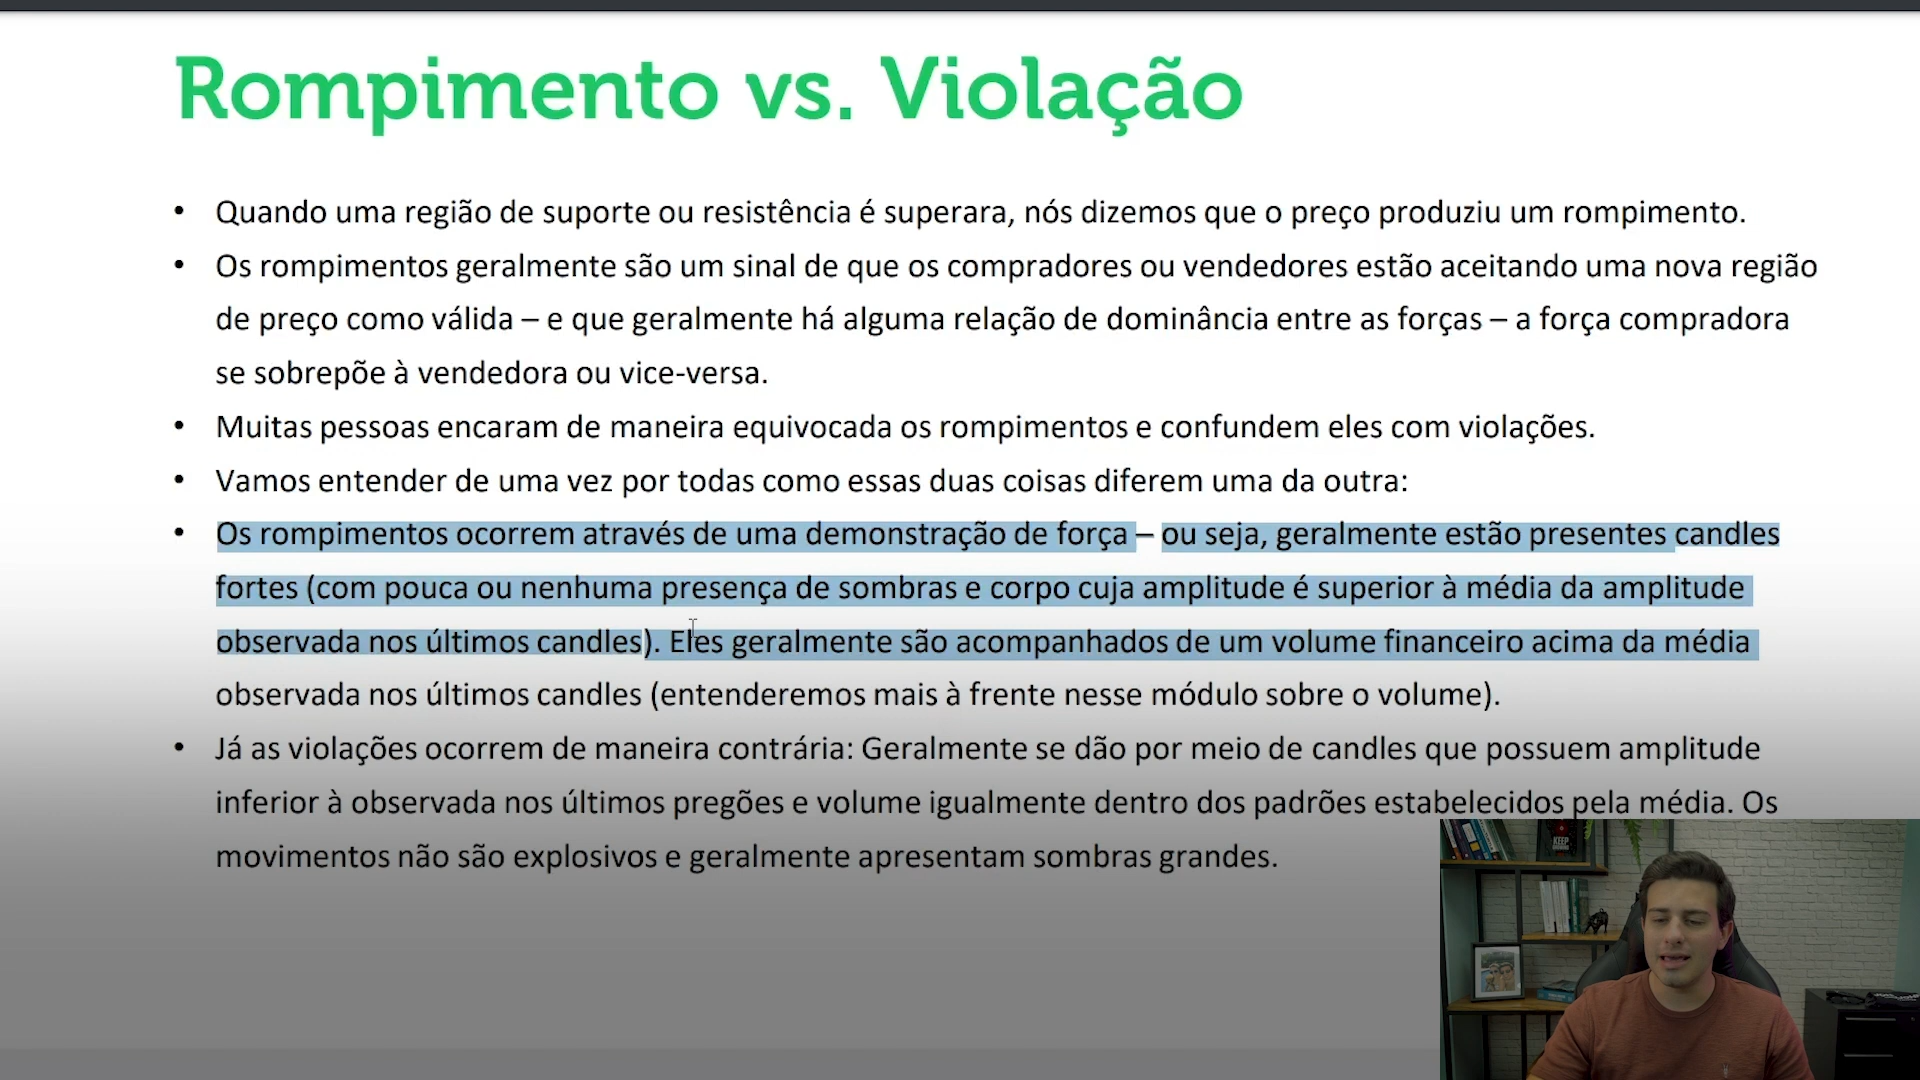 Rompimento vs. Violação
• Quando uma região de suporte ou resistência é superara, nós dizemos que o preço produziu um rompimento.
• Os rompimentos geralmente são um sinal de que os compradores ou vendedores estão aceitando uma nova região
de preço como válida – e que geralmente há alguma relação de dominância entre as forças – a força compradora
se sobrepõe à vendedora ou vice-versa.
• Muitas pessoas encaram de maneira equivocada os rompimentos e confundem eles com violações.
• Vamos entender de uma vez por todas como essas duas coisas diferem uma da outra:
• Os rompimentos ocorrem através de uma demonstração de força – ou seja, geralmente estão presentes candles
fortes (com pouca ou nenhuma presença de sombras e corpo cuja amplitude é superior à média da amplitude
observada nos últimos candles). Eles geralmente são acompanhados de um volume financeiro acima da média
observada nos últimos candles (entenderemos mais à frente nesse módulo sobre o volume).
• Já as violações ocorrem de maneira contrária: Geralmente se dão por meio de candles que possuem amplitude
inferior à observada nos últimos pregões e volume igualmente dentro dos padrões estabelecidos pela média. Os
movimentos não são explosivos e geralmente apresentam sombras grandes.
KEEP